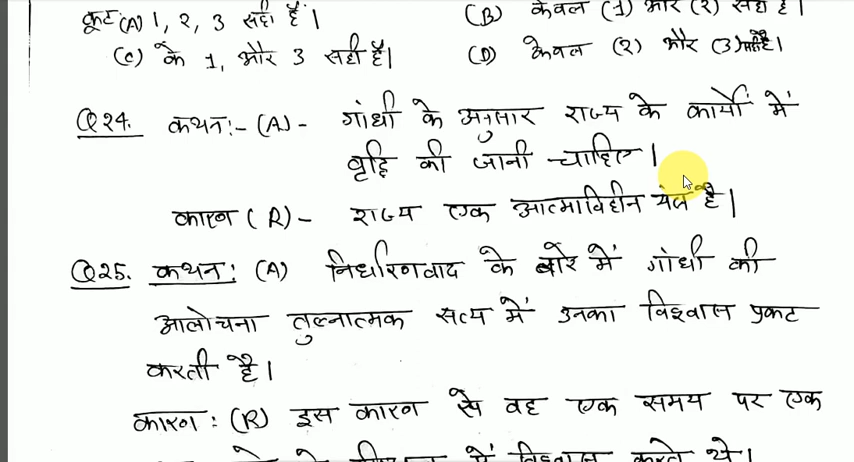 कूट: (A) 1, 2, 3 सही हैं। (B) केवल (1) और (2) सही है।
(C) के 1, और 3 सही हैं। (D) केवल (2) और (3) है।
Q24. कथन:- (A) - गांधी के अनुसार राज्य के कार्यों में
वृद्धि की जानी चाहिए।
कारण (R) - राज्य एक आत्माविहीन यंत्र है।
Q25. कथन: (A) निर्धारणवाद के बारे में गांधी की
आलोचना तुलनात्मक सत्य में उनका विश्वास प्रकट
करती है।
कारण: (R) इस कारण से वह एक समय पर एक
में विश्वास करते थे।